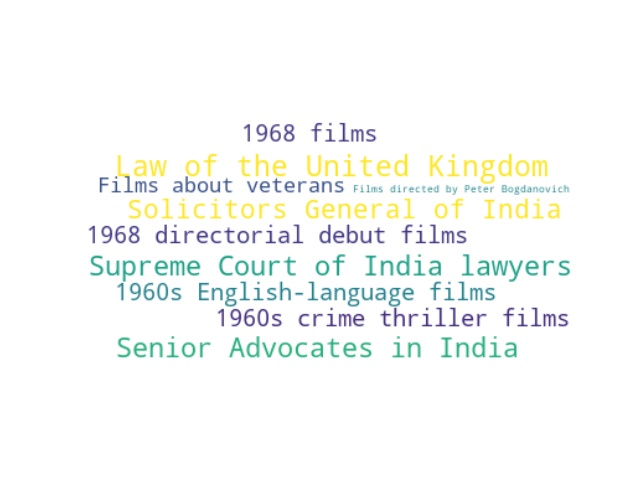 1968 films
Law of the United Kingdom
Films about veterans Films directed by Peter Bogdanovich
Solicitors General of India
1968 directorial debut films
Supreme Court of India lawyers
1960s English-language films
1960s crime thriller films
Senior Advocates in India